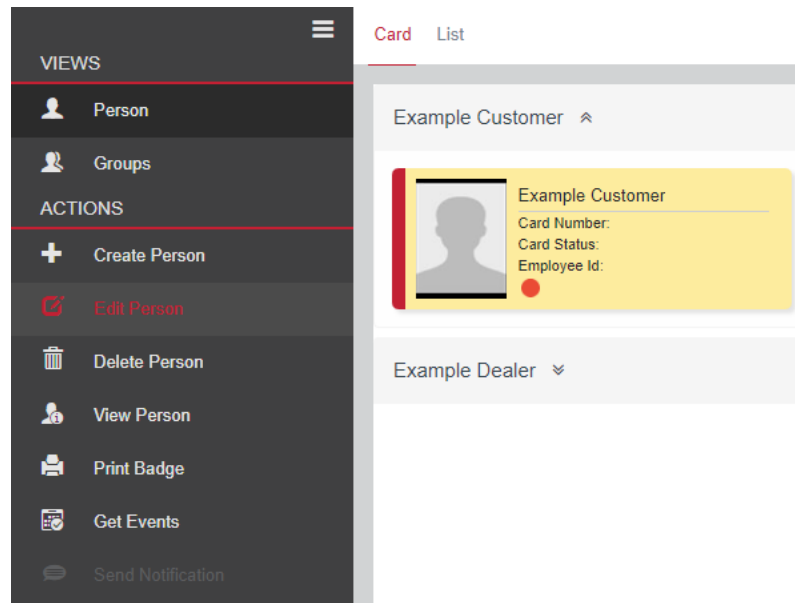 VIEWS
Person
Groups
ACTIONS
Create Person
Edit Person
Delete Person
View Person
Print Badge
Get Events
Send Notification
Card List
Example Customer
Example Customer
Card Number:
Card Status:
Employee Id:
Example Dealer